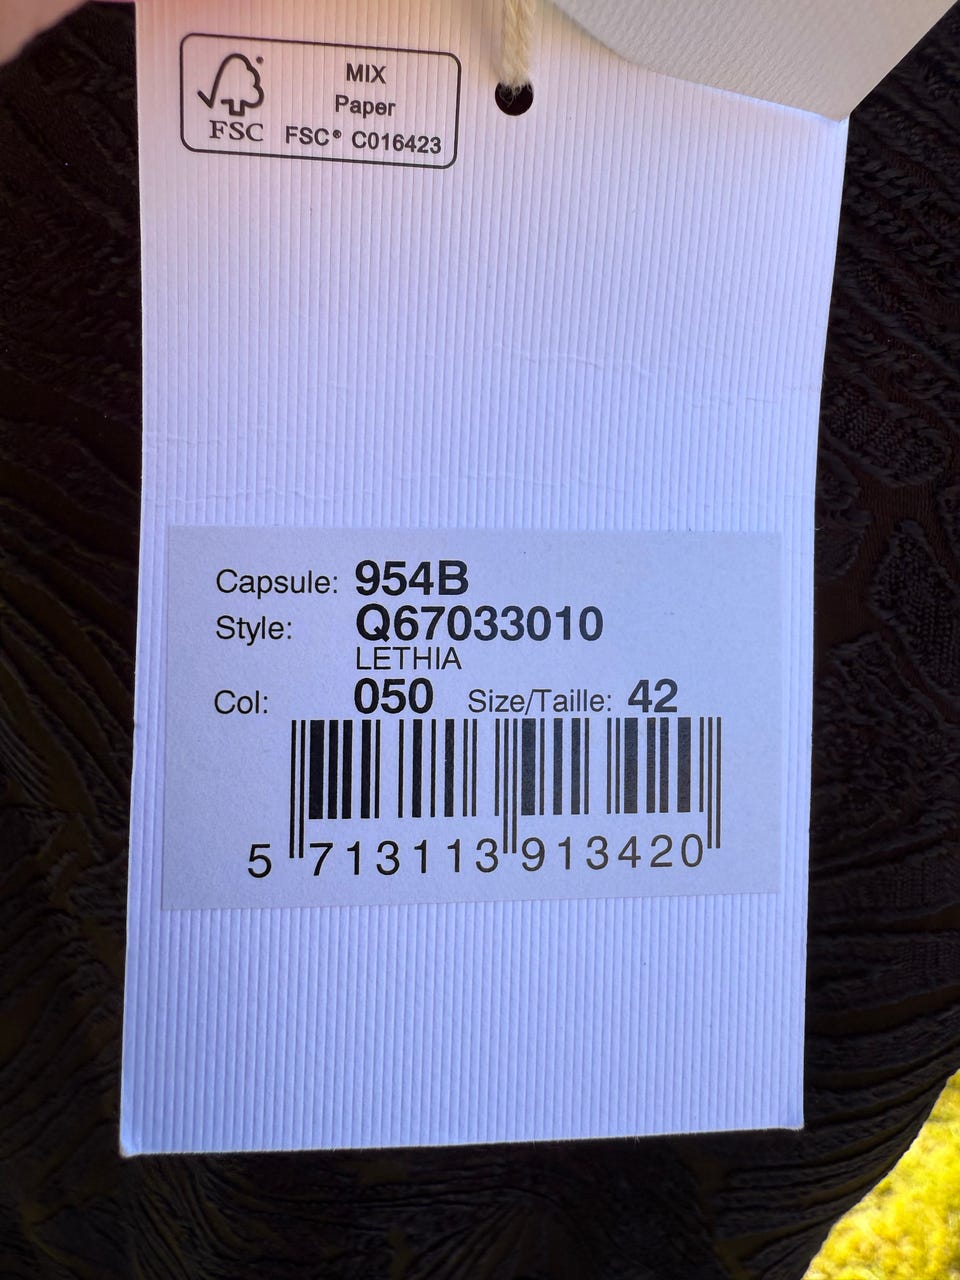 MIX
Paper
FSC FSC® C016423
Capsule: 954B
Style: Q67033010
LETHIA
Col: 050 Size/Taille: 42
5 713113 913420